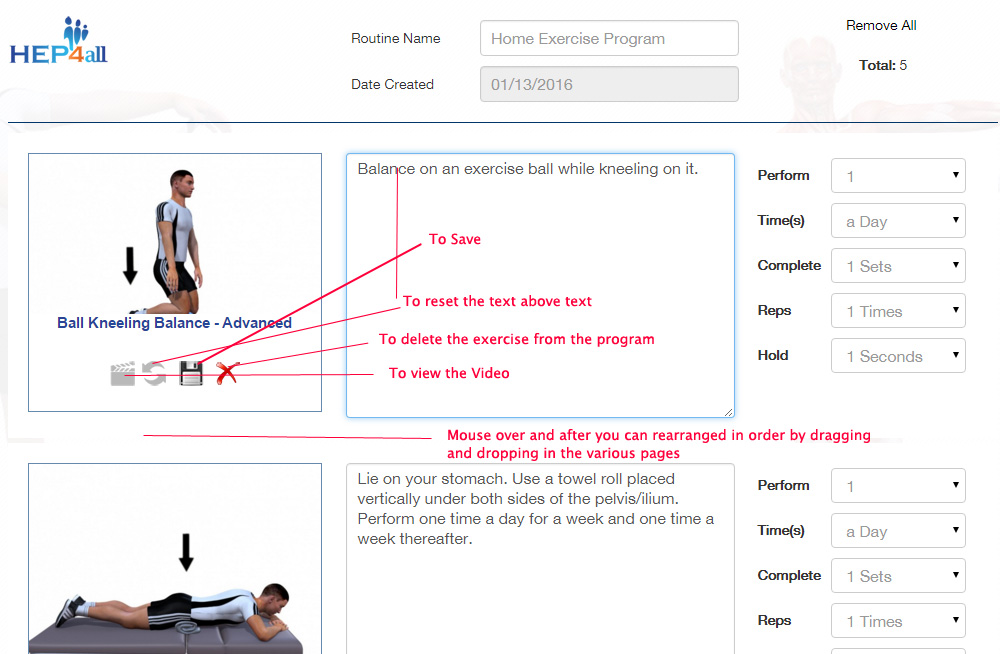 HEP4all
Routine Name
Home Exercise Program
Remove All
Date Created
01/13/2016
Total: 5
Balance on an exercise ball while kneeling on it.
Ball Kneeling Balance - Advanced
To Save
To reset the text above text
To delete the exercise from the program
To view the Video
Perform
1
Time(s)
a Day
Complete
1 Sets
Reps
1 Times
Hold
1 Seconds
Mouse over and after you can rearranged in order by dragging
and dropping in the various pages
Lie on your stomach. Use a towel roll placed
vertically under both sides of the pelvis/ilium.
Perform one time a day for a week and one time a
week thereafter.
Perform
1
Time(s)
a Day
Complete
1 Sets
Reps
1 Times